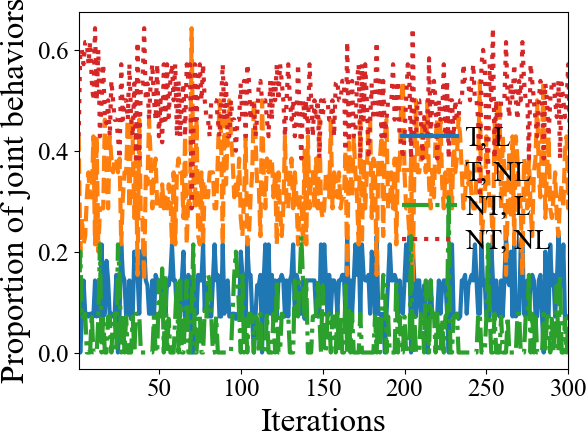 Proportion of joint behaviors
0.6
0.4
0.2
0.0
T, L
T, NL
NT, L
NT, NL
50 100 150 200 250 300
Iterations